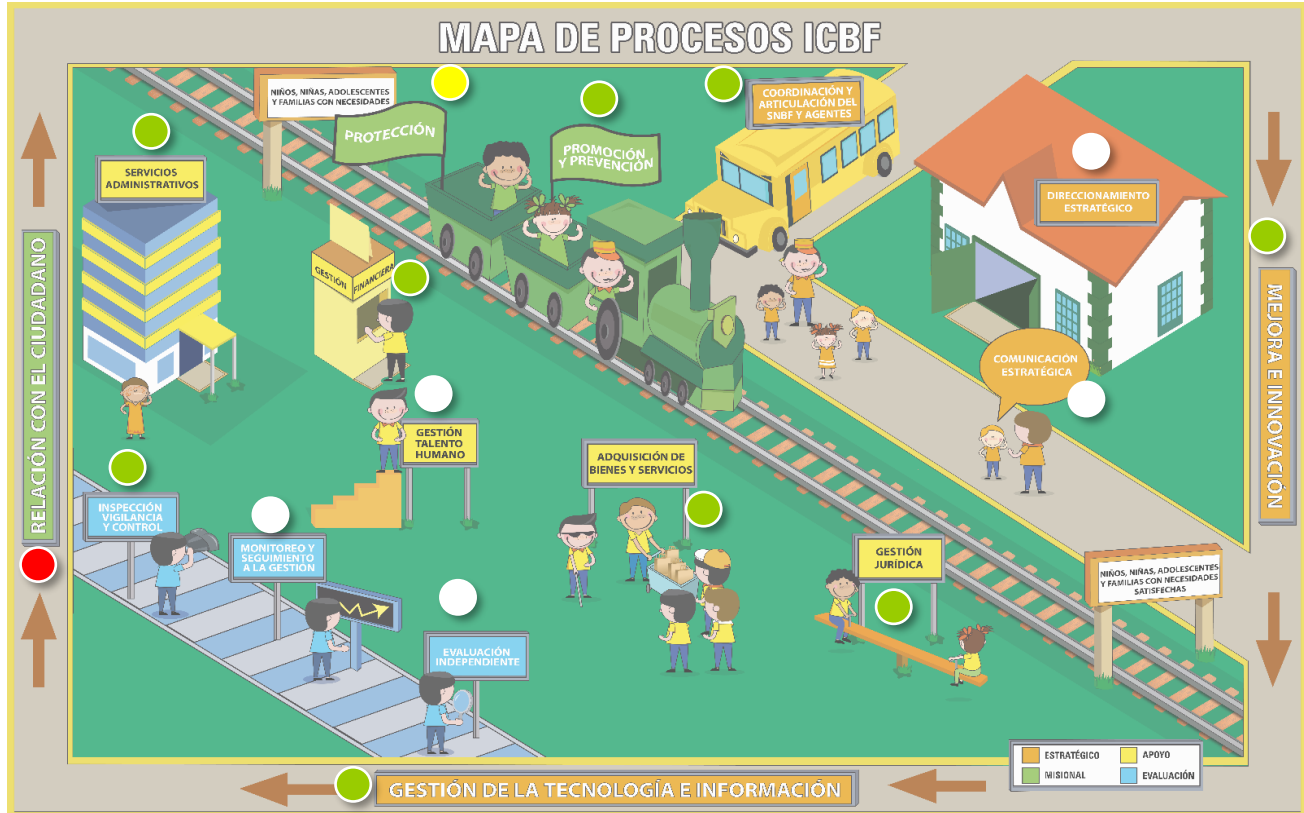 MAPA DE PROCESOS ICBF
NIÑOS, NIÑAS, ADOLESCENTES
Y FAMILIAS CON NECESIDADES
PROTECCIÓN
PROMOCIÓN
Y PREVENCIÓN
COORDINACIÓN Y
ARTICULACIÓN DEL
SNBF Y AGENTES
SERVICIOS
ADMINISTRATIVOS
DIRECCIONAMIENTO
ESTRATÉGICO
GESTIÓN
FINANCIERA
RELACIÓN CON EL CIUDADANO
MEJORA E INNOVACIÓN
COMUNICACIÓN
ESTRATÉGICA
GESTIÓN
TALENTO
HUMANO
ADQUISICIÓN DE
BIENES Y SERVICIOS
INSPECCIÓN
VIGILANCIA
Y CONTROL
MONITOREO Y
SEGUIMIENTO
A LA GESTIÓN
GESTIÓN
JURÍDICA
NIÑOS, NIÑAS, ADOLESCENTES
Y FAMILIAS CON NECESIDADES
SATISFECHAS
EVALUACIÓN
INDEPENDIENTE
ESTRATÉGICO
APOYO
MISIONAL
EVALUACIÓN
GESTIÓN DE LA TECNOLOGÍA E INFORMACIÓN